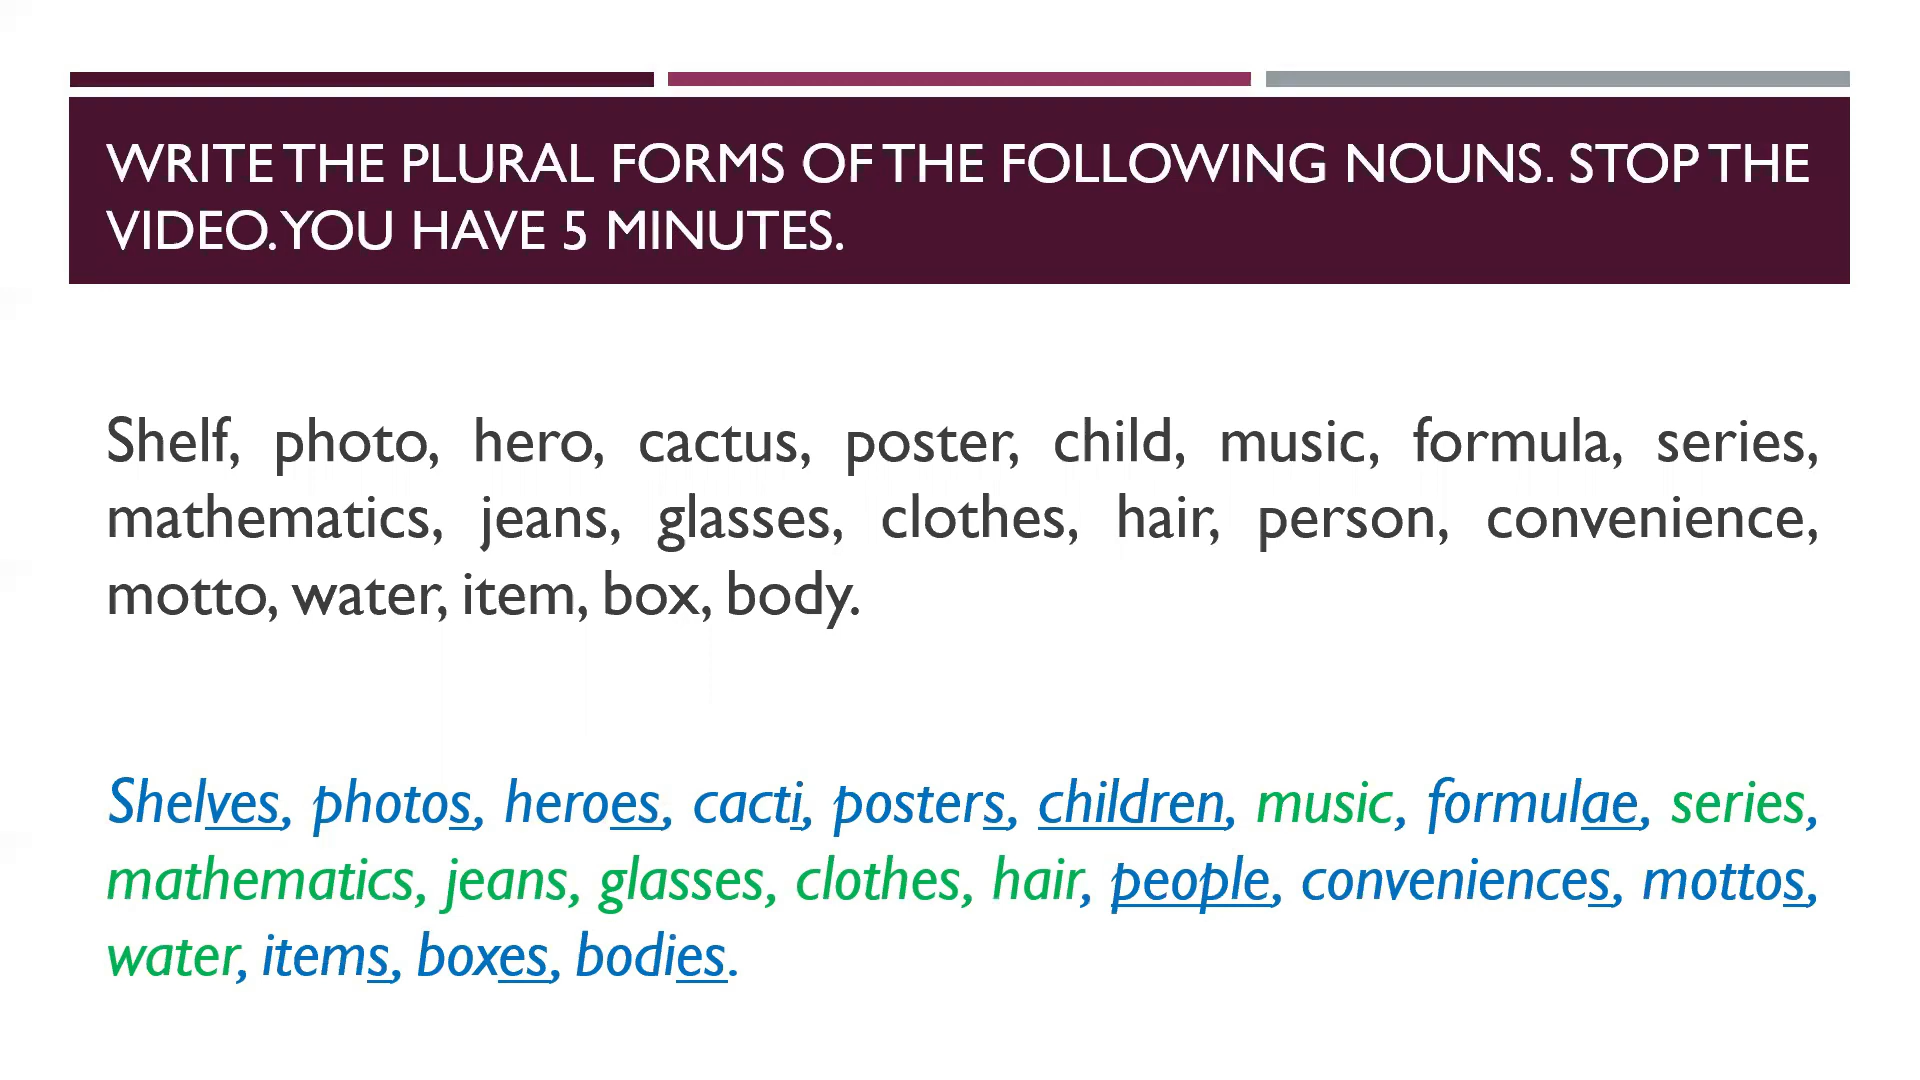 WRITE THE PLURAL FORMS OF THE FOLLOWING NOUNS. STOP THE
VIDEO. YOU HAVE 5 MINUTES.
Shelf, photo, hero, cactus, poster, child, music, formula, series,
mathematics, jeans, glasses, clothes, hair, person, convenience,
motto, water, item, box, body.
Shelves, photos, heroes, cacti, posters, children, music, formulae, series,
mathematics, jeans, glasses, clothes, hair, people, conveniences, mottos,
water, items, boxes, bodies.